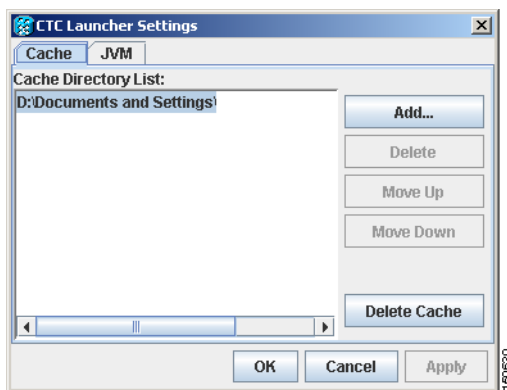 CTC Launcher Settings
Cache JVM
Cache Directory List:
D:\Documents and Settings\
Add...
Delete
Move Up
Move Down
Delete Cache
OK Cancel Apply